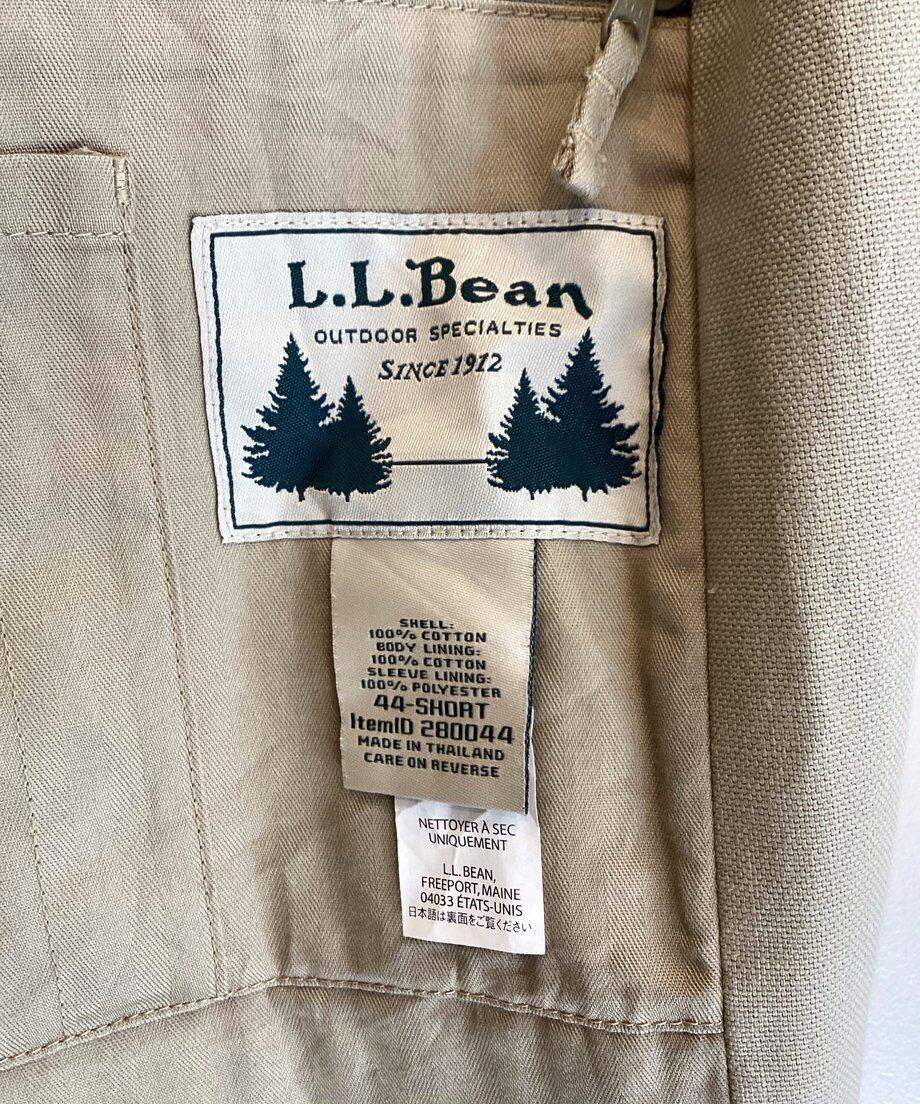 L.L.Bean
OUTDOOR SPECIALTIES
SINCE 1912
SHELL:
100% COTTON
BODY LINING:
100% COTTON
SLEEVE LINING:
100% POLYESTER
44-SHORT
ItemID 280044
MADE IN THAILAND
CARE ON REVERSE
NETTOYER À SEC
UNIQUEMENT
L.L.BEAN,
FREEPORT, MAINE
04033 ÉTATS-UNIS
日本語は裏面をご覧ください